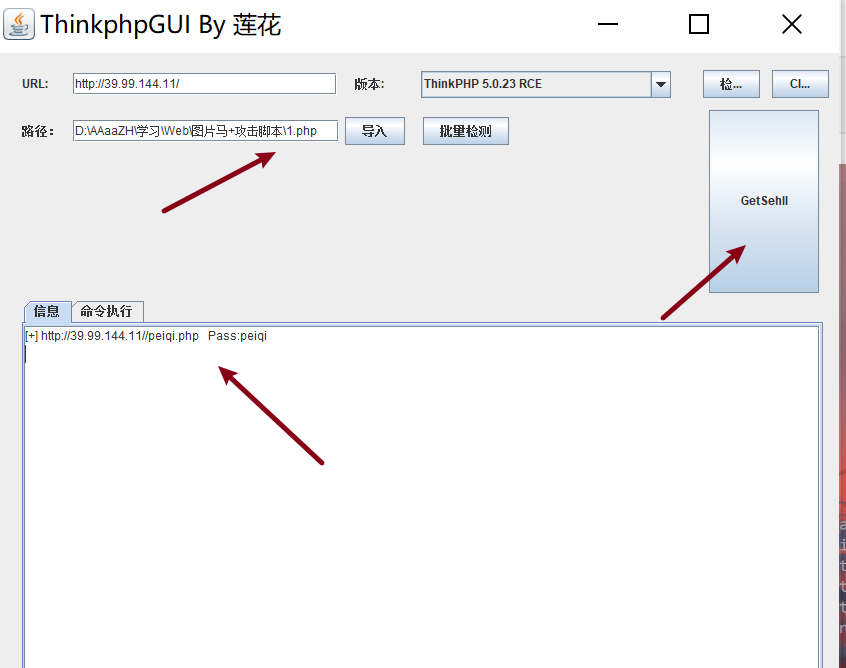 ThinkphpGUI By 莲花
URL: http://39.99.144.11/ 版本: ThinkPHP 5.0.23 RCE 检... Cl...
路径: D:\AAaaZH\学习\Web\图片马+攻击脚本\1.php 导入 批量检测
GetSehll
信息 命令执行
[+] http://39.99.144.11//peiqi.php Pass:peiqi